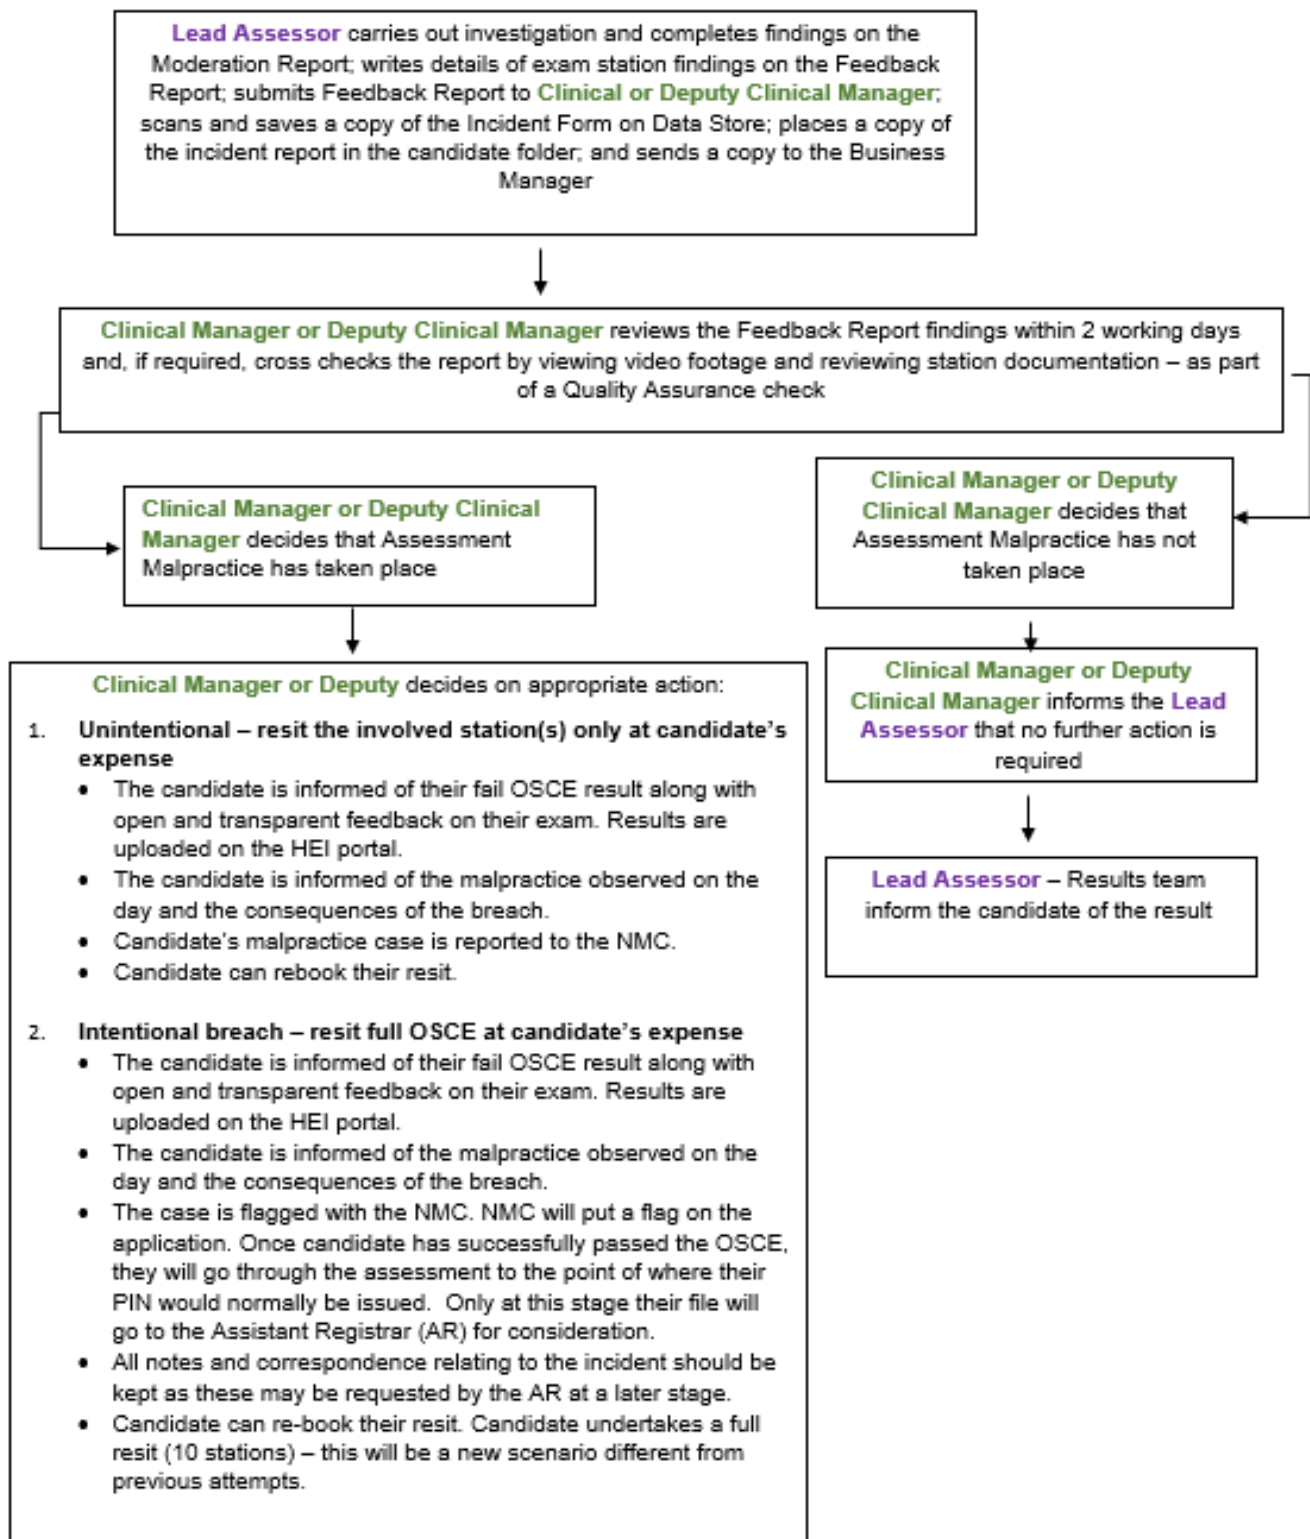 Lead Assessor carries out investigation and completes findings on the
Moderation Report; writes details of exam station findings on the Feedback
Report; submits Feedback Report to Clinical or Deputy Clinical Manager;
scans and saves a copy of the Incident Form on Data Store; places a copy of
the incident report in the candidate folder; and sends a copy to the Business
Manager
Clinical Manager or Deputy Clinical Manager reviews the Feedback Report findings within 2 working days
and, if required, cross checks the report by viewing video footage and reviewing station documentation – as part
of a Quality Assurance check
Clinical Manager or Deputy Clinical
Manager decides that Assessment
Malpractice has taken place
Clinical Manager or Deputy
Clinical Manager decides that
Assessment Malpractice has not
taken place
Clinical Manager or Deputy decides on appropriate action:
1. Unintentional – resit the involved station(s) only at candidate's
expense
• The candidate is informed of their fail OSCE result along with
open and transparent feedback on their exam. Results are
uploaded on the HEI portal.
• The candidate is informed of the malpractice observed on the
day and the consequences of the breach.
• Candidate's malpractice case is reported to the NMC.
• Candidate can rebook their resit.
2. Intentional breach – resit full OSCE at candidate's expense
• The candidate is informed of their fail OSCE result along with
open and transparent feedback on their exam. Results are
uploaded on the HEI portal.
• The candidate is informed of the malpractice observed on the
day and the consequences of the breach.
• The case is flagged with the NMC. NMC will put a flag on the
application. Once candidate has successfully passed the OSCE,
they will go through the assessment to the point of where their
PIN would normally be issued. Only at this stage their file will
go to the Assistant Registrar (AR) for consideration.
• All notes and correspondence relating to the incident should be
kept as these may be requested by the AR at a later stage.
• Candidate can re-book their resit. Candidate undertakes a full
resit (10 stations) – this will be a new scenario different from
previous attempts.
Clinical Manager or Deputy
Clinical Manager informs the Lead
Assessor that no further action is
required
Lead Assessor – Results team
inform the candidate of the result